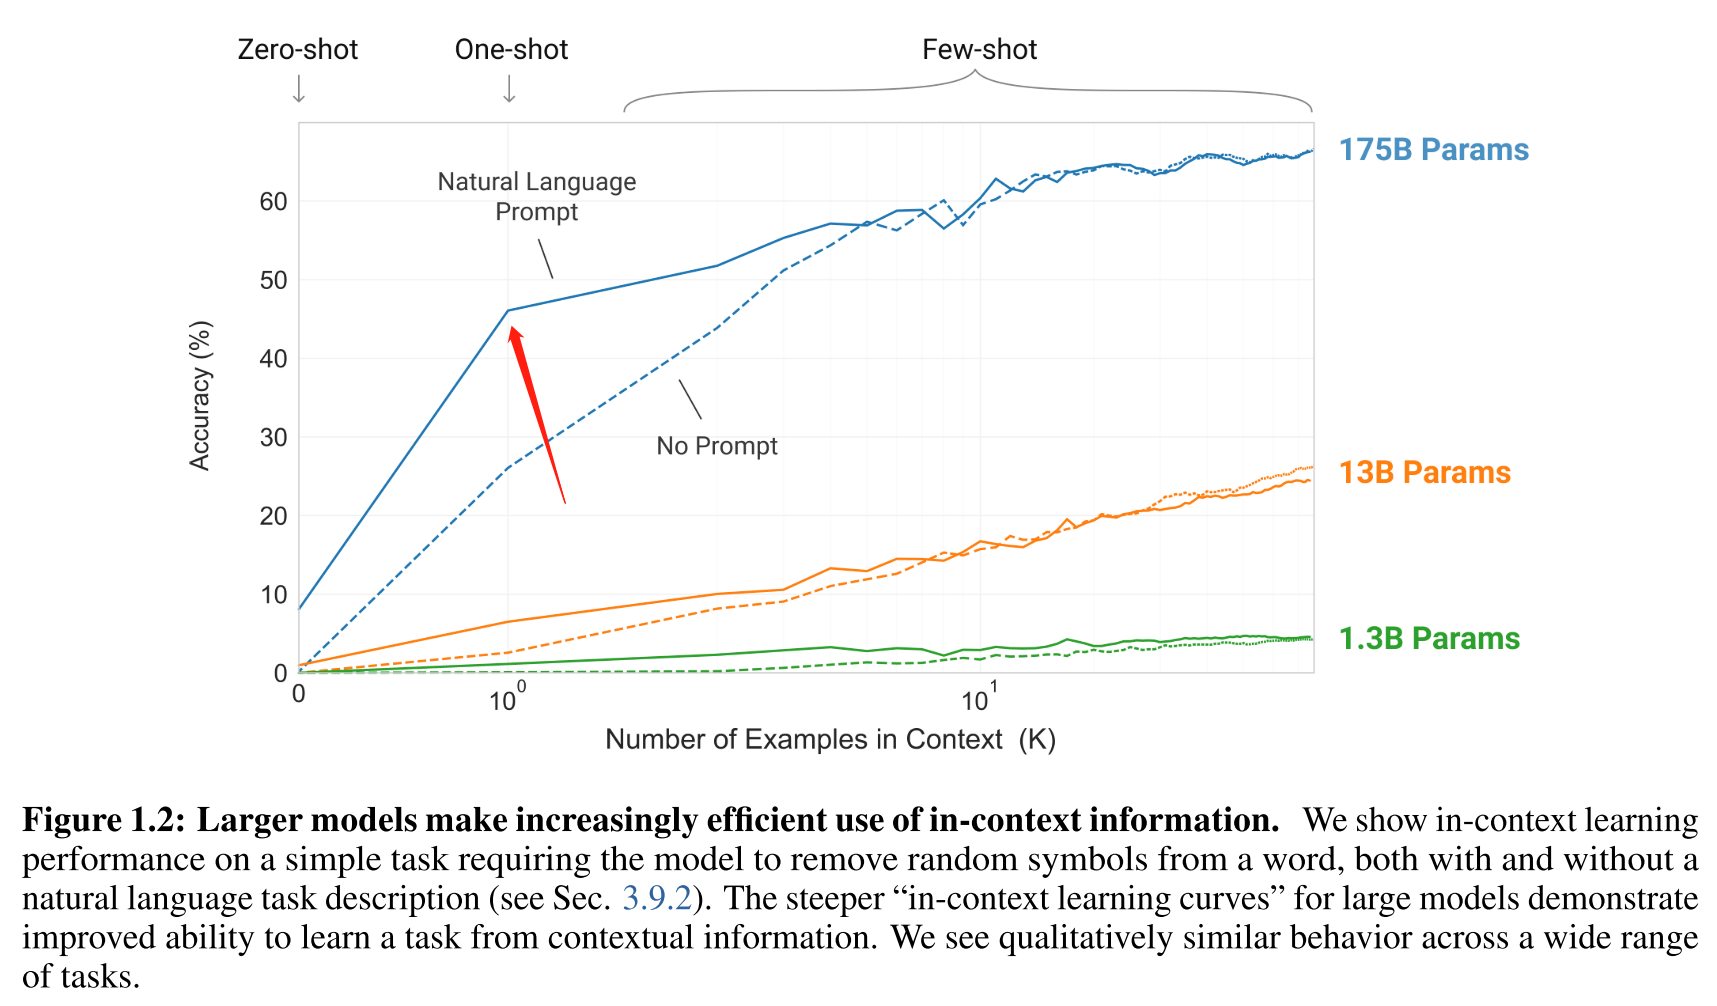 Zero-shot
One-shot
Few-shot
175B Params
Natural Language
Prompt
60
50
40
30
20
10
0
Accuracy (%)
No Prompt
13B Params
1.3B Params
0
10^0
10^1
Number of Examples in Context (K)
Figure 1.2: Larger models make increasingly efficient use of in-context information. We show in-context learning
performance on a simple task requiring the model to remove random symbols from a word, both with and without a
natural language task description (see Sec. 3.9.2). The steeper “in-context learning curves” for large models demonstrate
improved ability to learn a task from contextual information. We see qualitatively similar behavior across a wide range
of tasks.